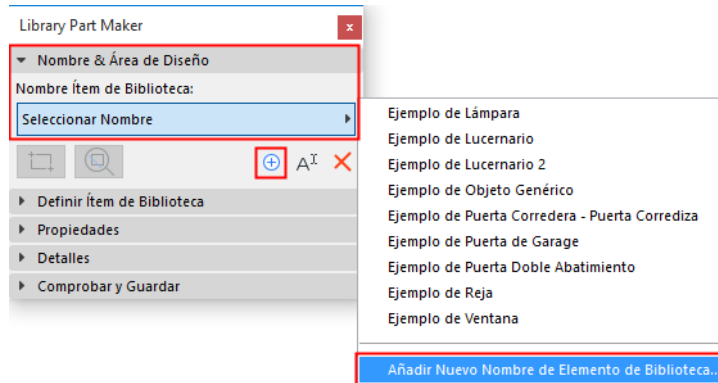 Library Part Maker
x
Nombre & Área de Diseño
Nombre Ítem de Biblioteca:
Seleccionar Nombre
Definir Ítem de Biblioteca
Propiedades
Detalles
Comprobar y Guardar
Ejemplo de Lámpara
Ejemplo de Lucernario
Ejemplo de Lucernario 2
Ejemplo de Objeto Genérico
Ejemplo de Puerta Corredera - Puerta Corrediza
Ejemplo de Puerta de Garage
Ejemplo de Puerta Doble Abatimiento
Ejemplo de Reja
Ejemplo de Ventana
Añadir Nuevo Nombre de Elemento de Biblioteca...